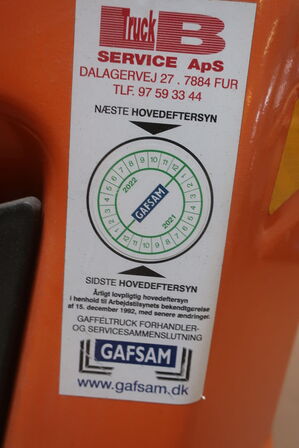 Truck B
SERVICE ApS
DALAGERVEJ 27 . 7884 FUR
TLF. 97 59 33 44
NÆSTE HOVEDEFTERSYN
2022
GAFSAM
2021
SIDSTE HOVEDEFTERSYN
Årligt lovpligtig hovedeftersyn
i henhold til Arbejdstilsynets bekendtgørelse
af 15. december 1992, med senere ændringer.
GAFFELTRUCK FORHANDLER-
OG SERVICESAMMENSLUTNING
GAFSAM
www.gafsam.dk